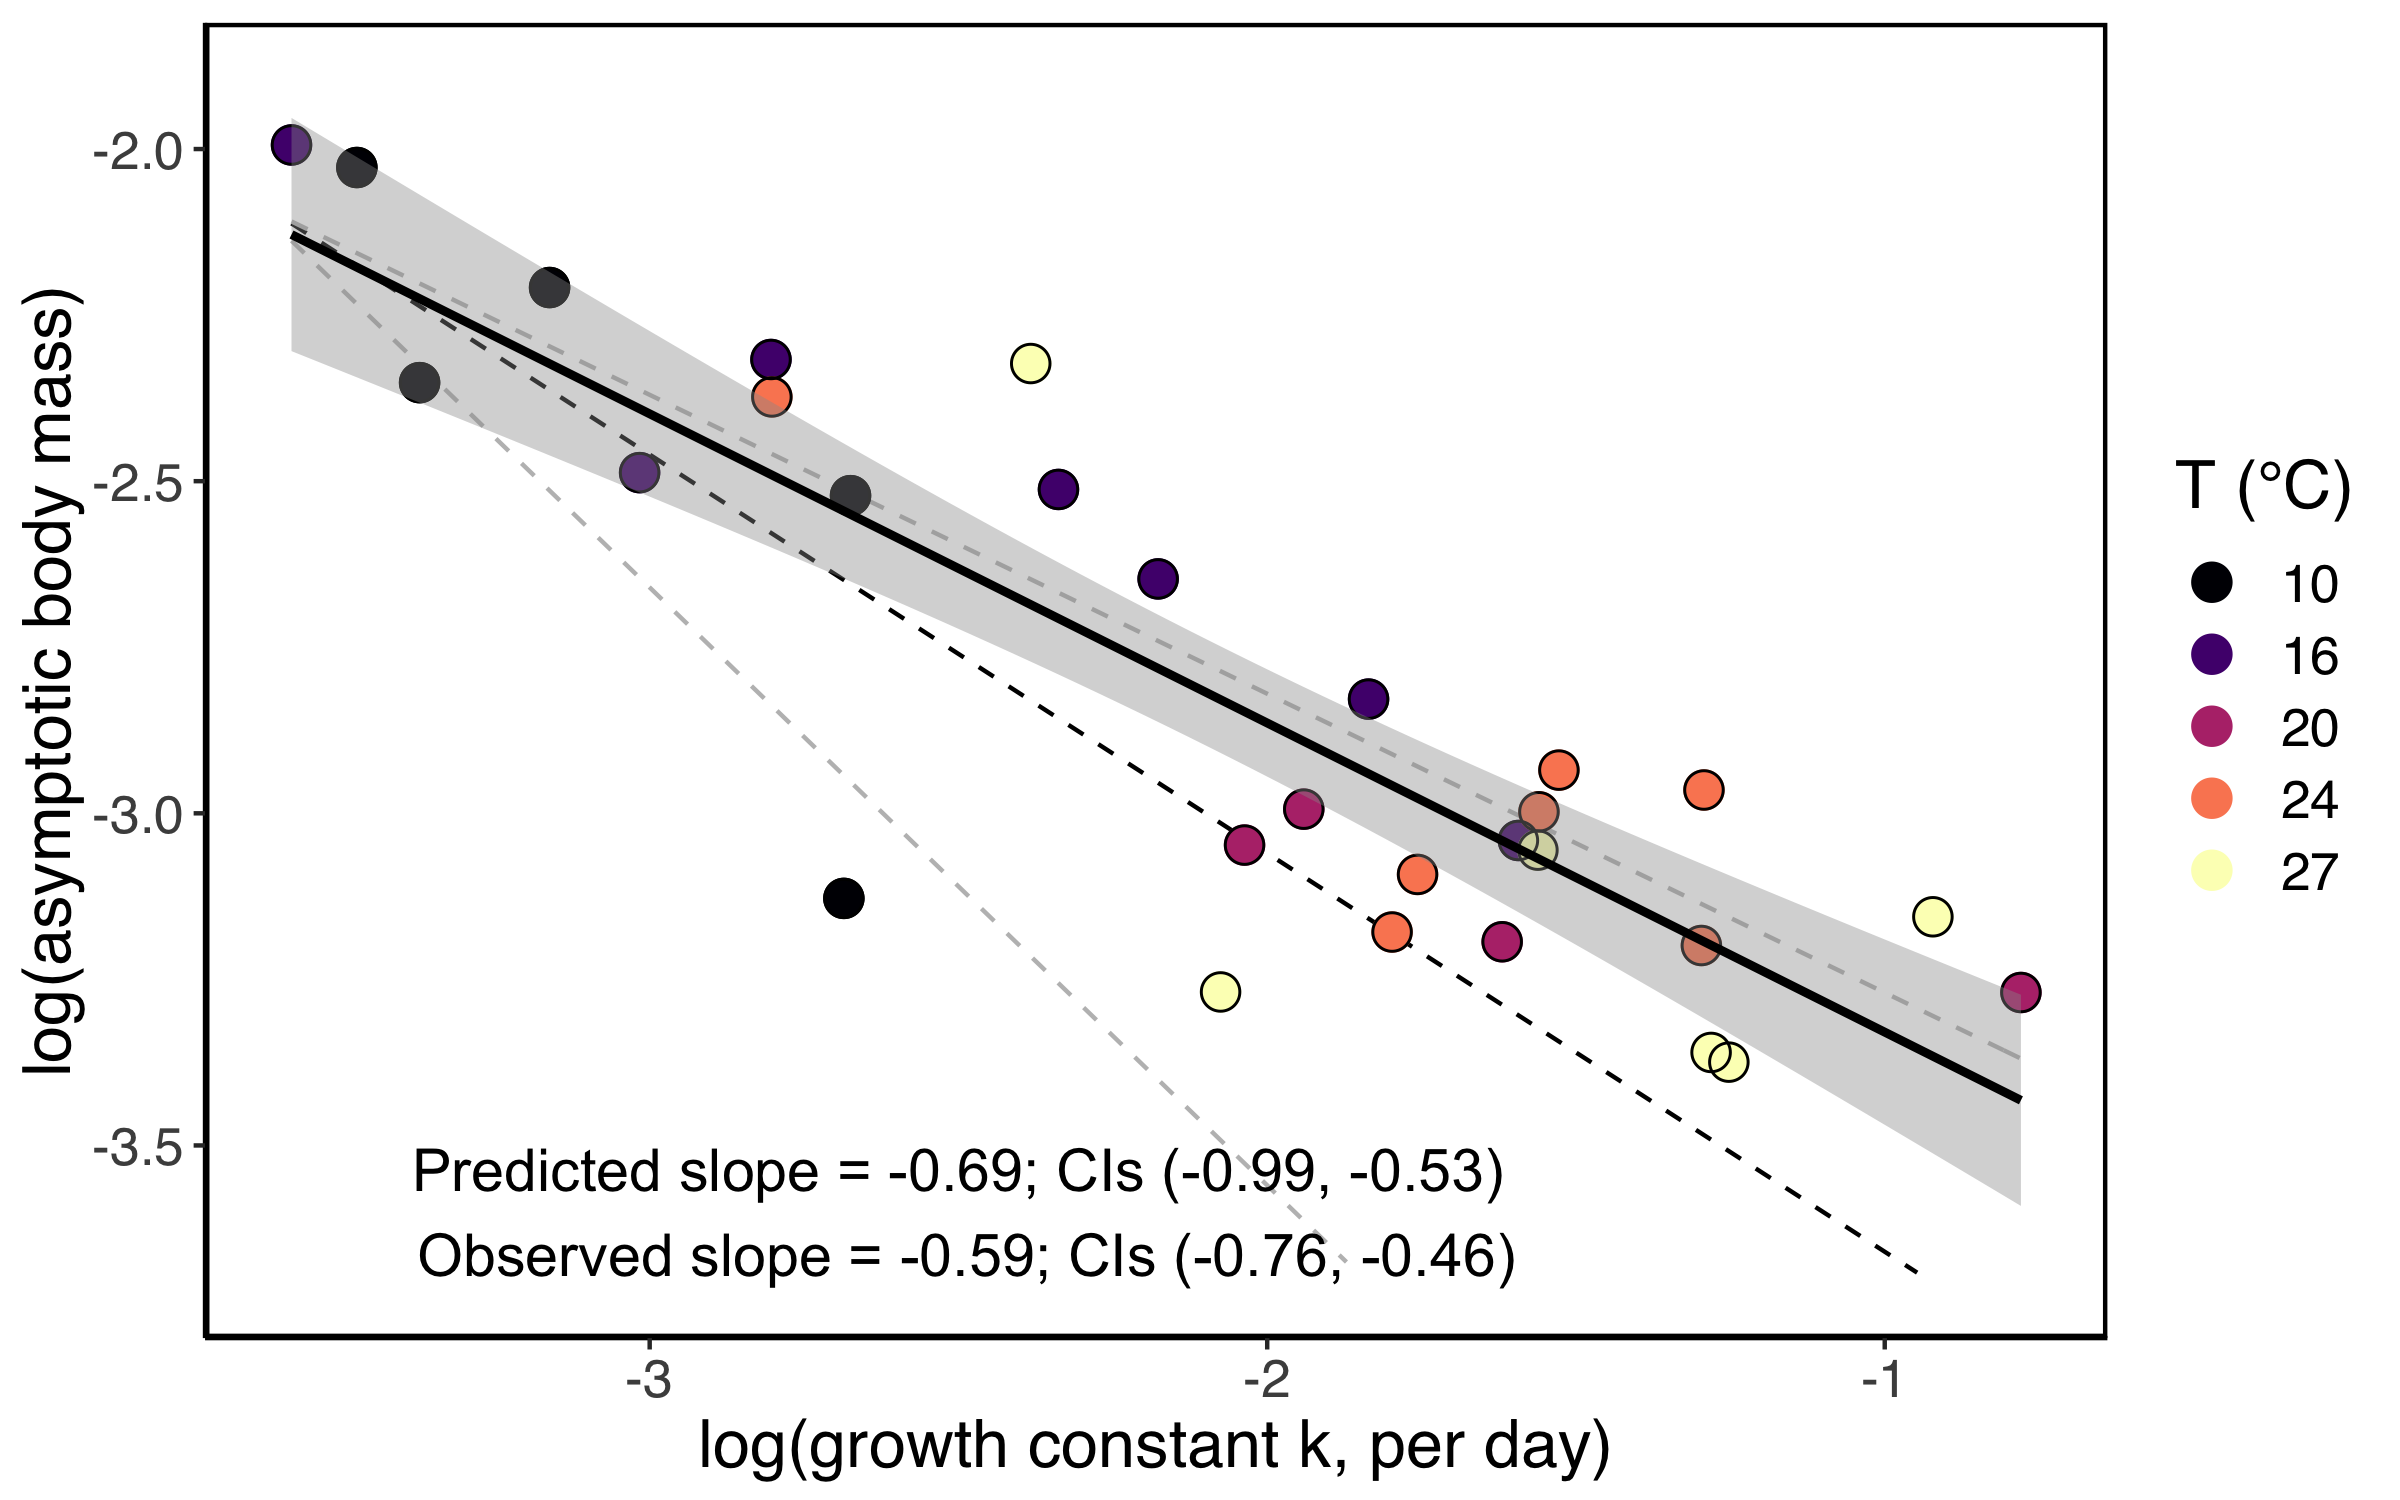 log(asymptotic body mass)
-2.0
-2.5
-3.0
-3.5
Predicted slope = -0.69; CIs (-0.99, -0.53)
Observed slope = -0.59; CIs (-0.76, -0.46)
-3 -2 -1
log(growth constant k, per day)
T (°C)
10
16
20
24
27